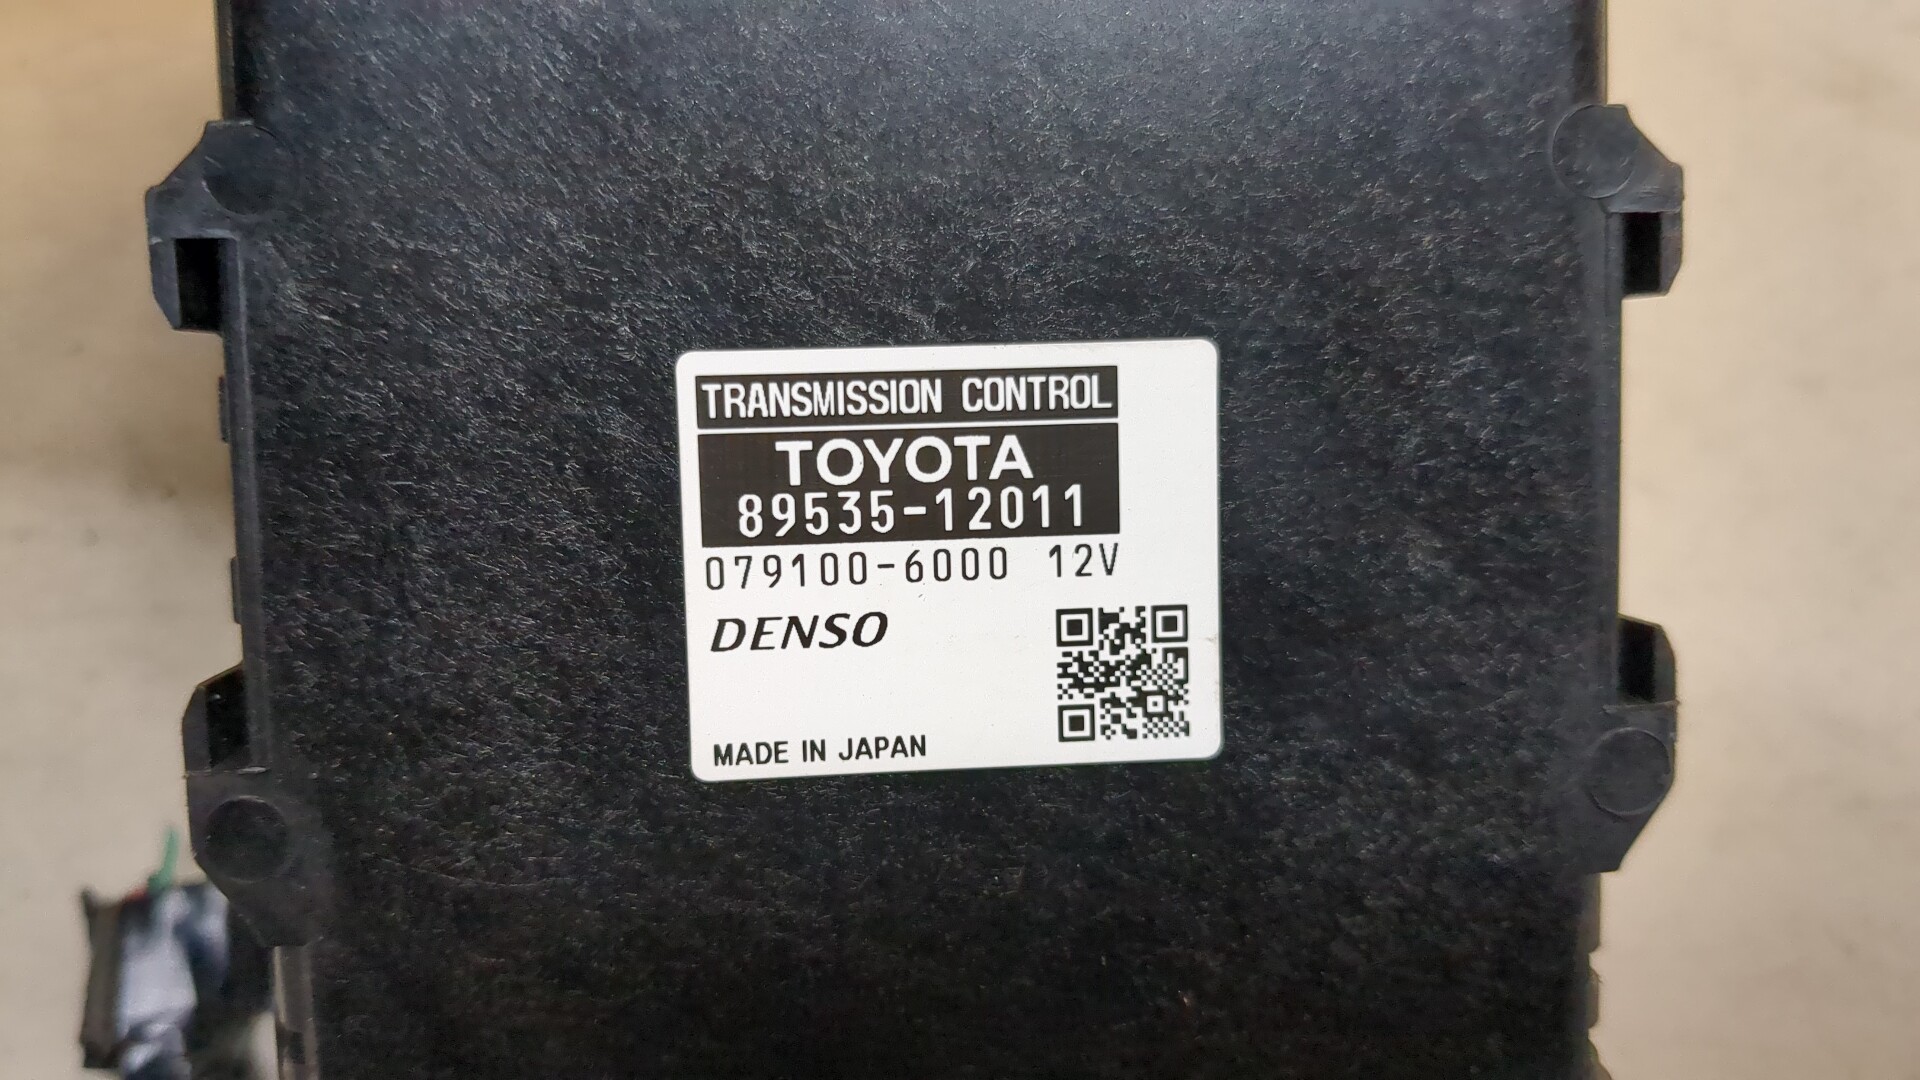 TRANSMISSION CONTROL
TOYOTA
89535-12011
079100-6000 12V
DENSO
MADE IN JAPAN